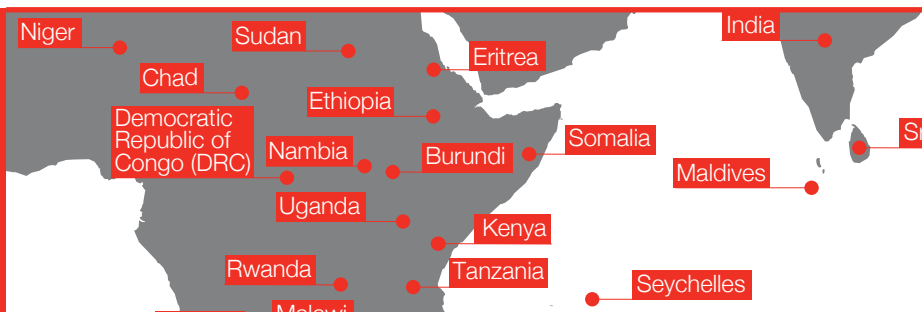 Niger
Sudan
India
Eritrea
Chad
Ethiopia
Democratic
Republic of
Congo (DRC)
Nambia
Burundi
Somalia
Maldives
Uganda
Kenya
Rwanda
Tanzania
Seychelles
Malawi